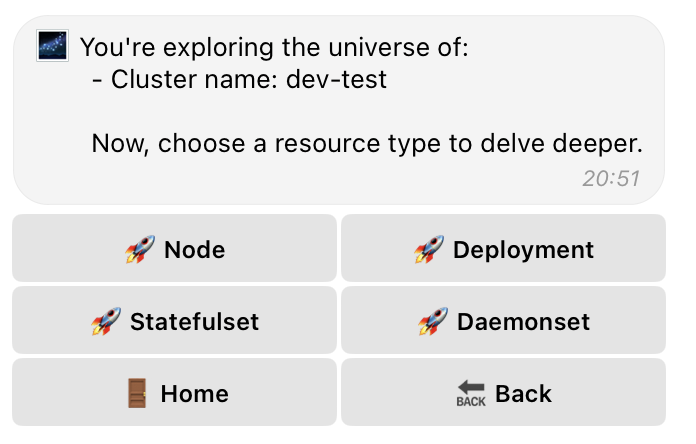 You're exploring the universe of:
- Cluster name: dev-test
Now, choose a resource type to delve deeper.
20:51
Node
Deployment
Statefulset
Daemonset
Home
BACK Back